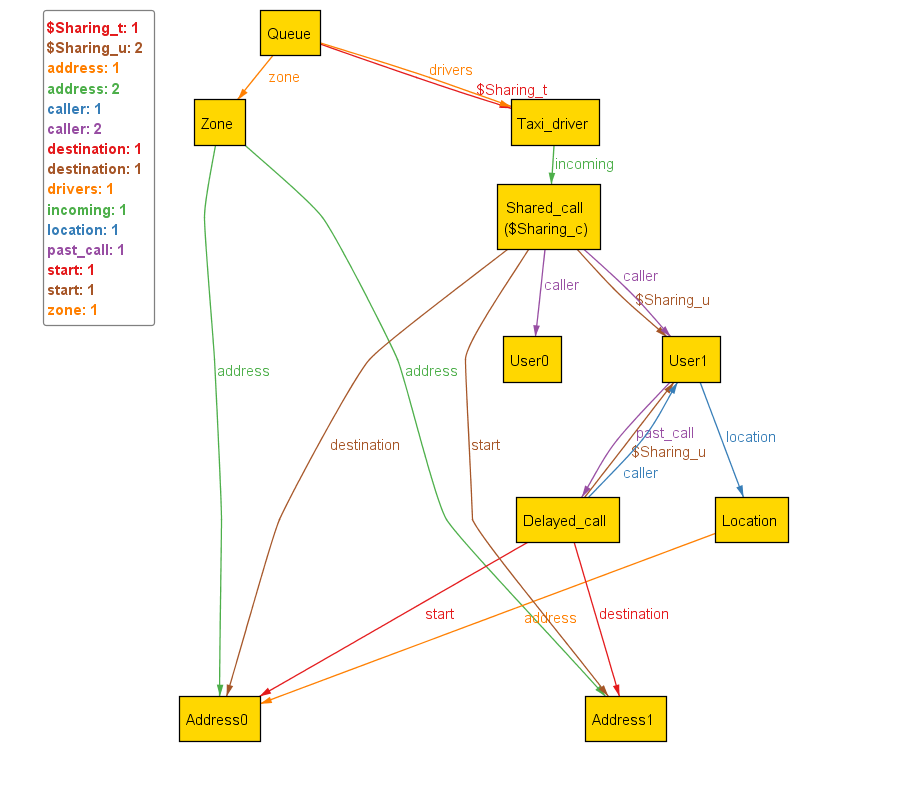 $Sharing_t: 1
$Sharing_u: 2
address: 1
address: 2
caller: 1
caller: 2
destination: 1
destination: 1
drivers: 1
incoming: 1
location: 1
past_call: 1
start: 1
start: 1
zone: 1
Queue
drivers
zone
$Sharing_t
Zone
Taxi_driver
incoming
Shared_call
($Sharing_c)
caller
caller
$Sharing_u
User0
User1
address
address
past_call
location
destination
start
$Sharing_u
caller
Delayed_call
Location
start
address
destination
Address0
Address1